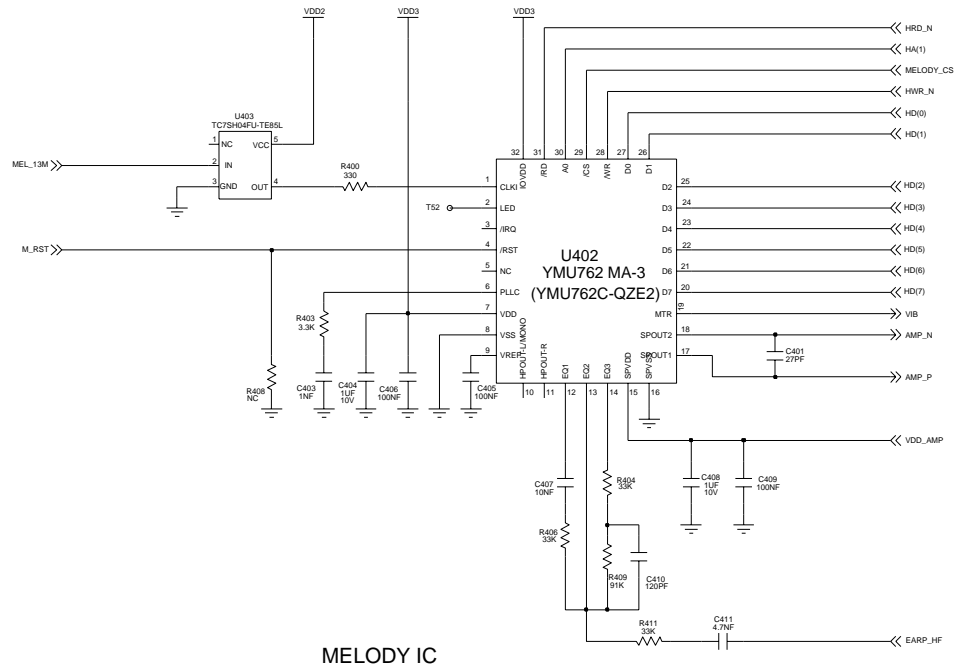 VDD2
VDD3
VDD3
HRD_N
HA(1)
MELODY_CS
HWR_N
HD(0)
HD(1)
U403
TC7SH04FU-TE85L
1 NC VCC 5
2 IN
3 GND OUT 4
MEL_13M
R400
330
32 31 30 29 28 27 26
IOVDD /RD A0 /CS /WR D0 D1
1 CLKI
2 LED
T52
3 /IRQ
4 /RST
M_RST
5 NC
6 PLLC
7 VDD
8 VSS
9 VREF
U402
YMU762 MA-3
(YMU762C-QZE2)
D2 25 HD(2)
D3 24 HD(3)
D4 23 HD(4)
D5 22 HD(5)
D6 21 HD(6)
D7 20 HD(7)
MTR 19 VIB
SPOUT2 18 AMP_N
SPOUT1 17
C401
27PF
AMP_P
HPOUT-L/MONO HPOUT-R EQ1 EQ2 EQ3 SPVDD SPVSS
10 11 12 13 14 15 16
R403
3.3K
R408
NC
C403
1NF
C404
1UF
10V
C406
100NF
C405
100NF
VDD_AMP
C407
10NF
R404
33K
C408
1UF
10V
C409
100NF
R406
33K
R409
91K
C410
120PF
R411
33K
C411
4.7NF
EARP_HF
MELODY IC